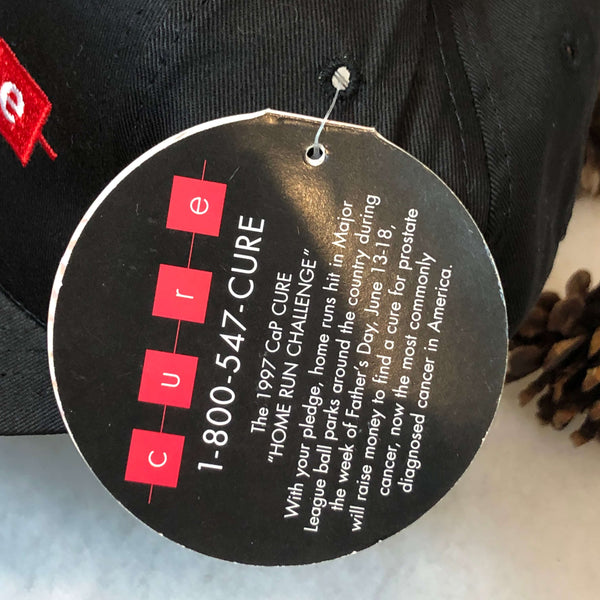 e
c u r e
1-800-547-CURE
The 1997 CaP CURE
"HOME RUN CHALLENGE"
With your pledge, home runs hit in Major
League ball parks around the country during
the week of Father's Day, June 13-18,
will raise money to find a cure for prostate
cancer, now the most commonly
diagnosed cancer in America.